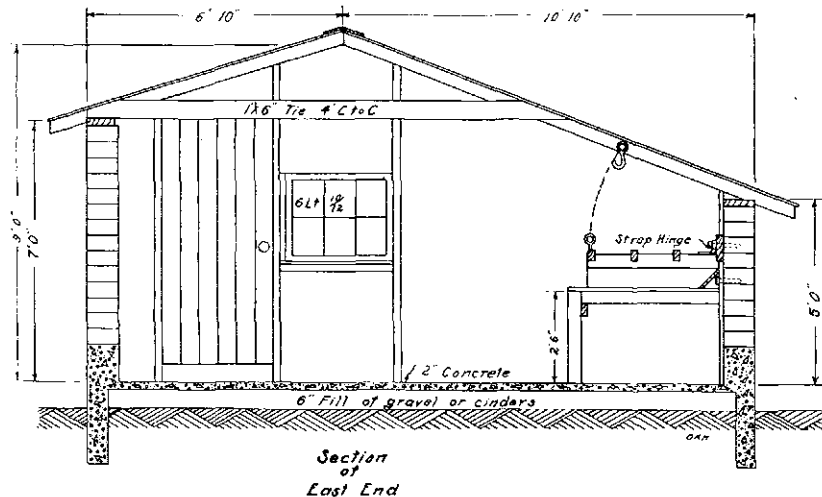 6' 10"
10' 10"
1X6" Tie 4' C to C
9'0"
7'0"
6 Lt 10/12
Strap Hinge
5'0"
2'6"
2" Concrete
6" Fill of gravel or cinders
Section
of
East End